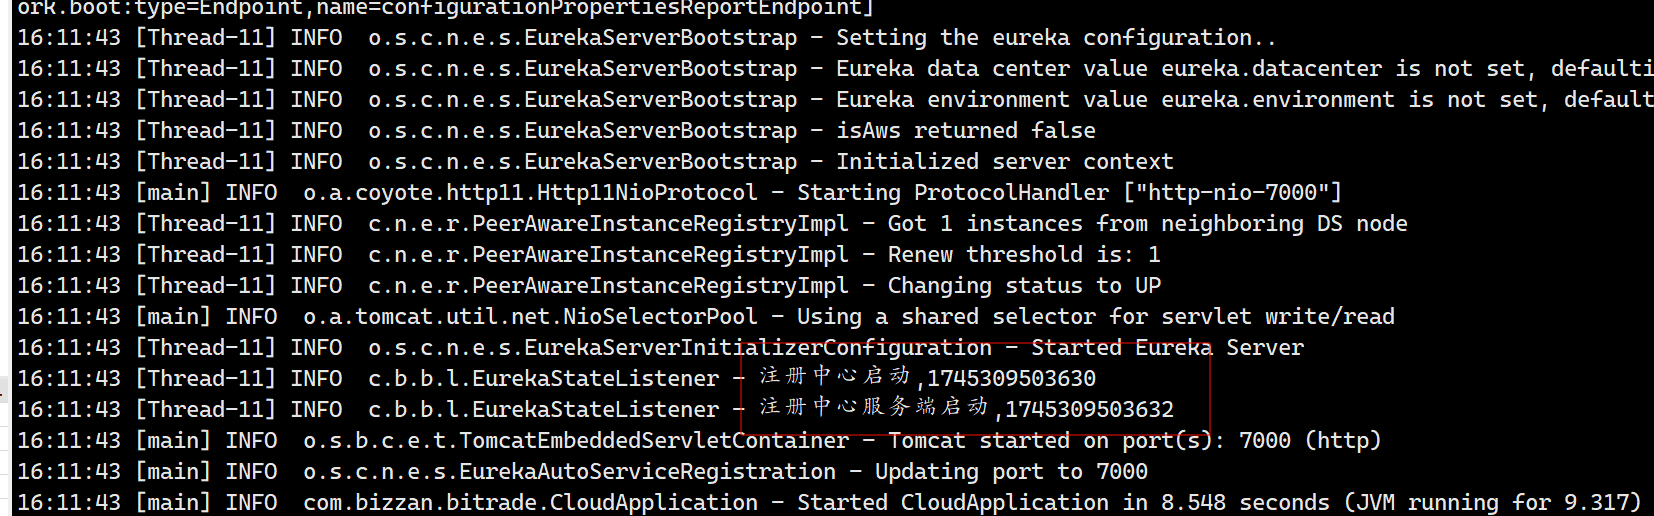 ork.boot:type=Endpoint,name=configurationPropertiesReportEndpoint]
16:11:43 [Thread-11] INFO  o.s.c.n.e.s.EurekaServerBootstrap - Setting the eureka configuration..
16:11:43 [Thread-11] INFO  o.s.c.n.e.s.EurekaServerBootstrap - Eureka data center value eureka.datacenter is not set, defaulti
16:11:43 [Thread-11] INFO  o.s.c.n.e.s.EurekaServerBootstrap - Eureka environment value eureka.environment is not set, default
16:11:43 [Thread-11] INFO  o.s.c.n.e.s.EurekaServerBootstrap - isAws returned false
16:11:43 [Thread-11] INFO  o.s.c.n.e.s.EurekaServerBootstrap - Initialized server context
16:11:43 [main] INFO  o.a.coyote.http11.Http11NioProtocol - Starting ProtocolHandler ["http-nio-7000"]
16:11:43 [Thread-11] INFO  c.n.e.r.PeerAwareInstanceRegistryImpl - Got 1 instances from neighboring DS node
16:11:43 [Thread-11] INFO  c.n.e.r.PeerAwareInstanceRegistryImpl - Renew threshold is: 1
16:11:43 [Thread-11] INFO  c.n.e.r.PeerAwareInstanceRegistryImpl - Changing status to UP
16:11:43 [main] INFO  o.a.tomcat.util.net.NioSelectorPool - Using a shared selector for servlet write/read
16:11:43 [Thread-11] INFO  o.s.c.n.e.s.EurekaServerInitializerConfiguration - Started Eureka Server
16:11:43 [Thread-11] INFO  c.b.b.l.EurekaStateListener - 注册中心启动,1745309503630
16:11:43 [Thread-11] INFO  c.b.b.l.EurekaStateListener - 注册中心服务端启动,1745309503632
16:11:43 [main] INFO  o.s.b.c.e.t.TomcatEmbeddedServletContainer - Tomcat started on port(s): 7000 (http)
16:11:43 [main] INFO  o.s.c.n.e.s.EurekaAutoServiceRegistration - Updating port to 7000
16:11:43 [main] INFO  com.bizzan.bitrade.CloudApplication - Started CloudApplication in 8.548 seconds (JVM running for 9.317)